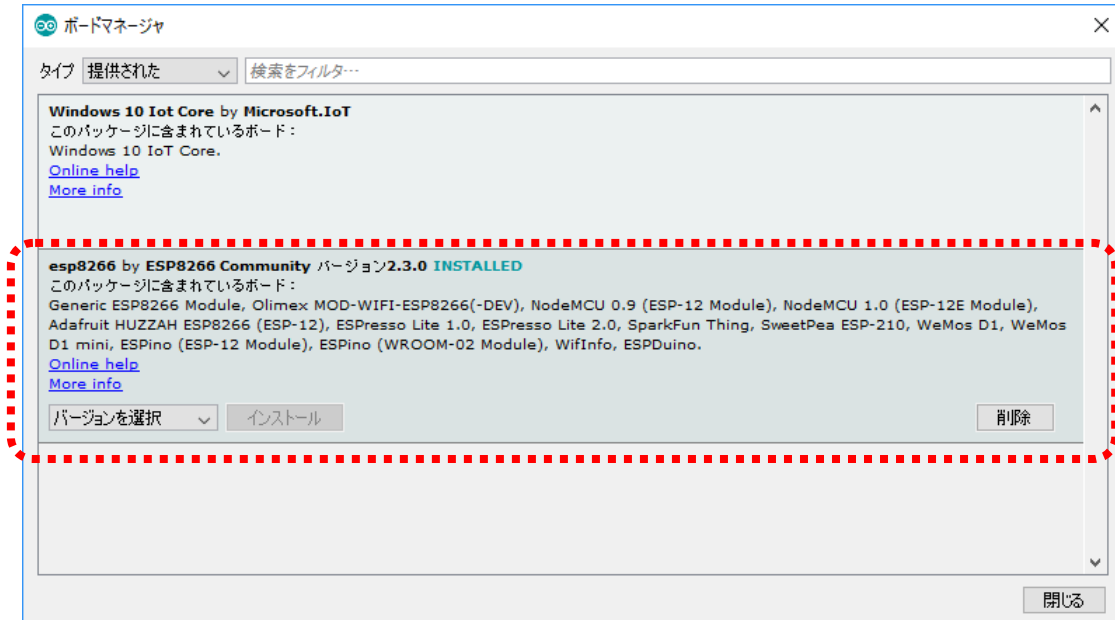 ボードマネージャ
タイプ 提供された 検索をフィルタ…
Windows 10 Iot Core by Microsoft.IoT
このパッケージに含まれているボード：
Windows 10 IoT Core.
Online help
More info
esp8266 by ESP8266 Community バージョン2.3.0 INSTALLED
このパッケージに含まれているボード：
Generic ESP8266 Module, Olimex MOD-WIFI-ESP8266(-DEV), NodeMCU 0.9 (ESP-12 Module), NodeMCU 1.0 (ESP-12E Module),
Adafruit HUZZAH ESP8266 (ESP-12), ESPresso Lite 1.0, ESPresso Lite 2.0, SparkFun Thing, SweetPea ESP-210, WeMos D1, WeMos
D1 mini, ESPino (ESP-12 Module), ESPino (WROOM-02 Module), WifInfo, ESPDuino.
Online help
More info
バージョンを選択 インストール 削除
閉じる